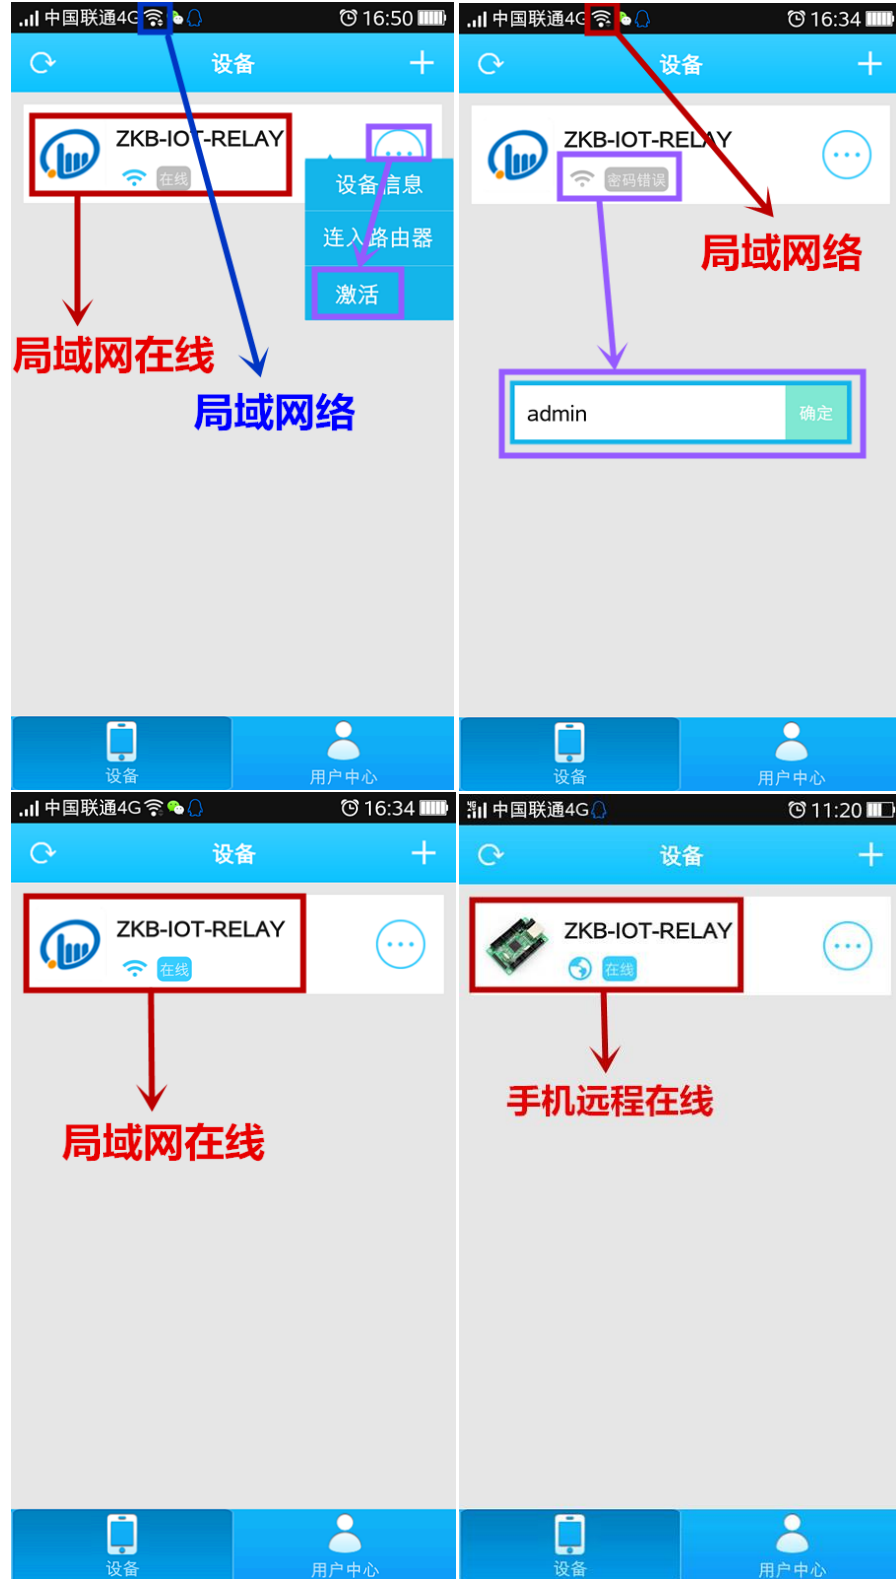 中国联通4G 16:50
设备
ZKB-IOT-RELAY
在线
设备信息
连入路由器
激活
局域网在线
局域网络
设备
用户中心
中国联通4G 16:34
设备
ZKB-IOT-RELAY
密码错误
局域网络
admin
确定
设备
用户中心
中国联通4G 16:34
设备
ZKB-IOT-RELAY
在线
局域网在线
设备
用户中心
中国联通4G 11:20
设备
ZKB-IOT-RELAY
在线
手机远程在线
设备
用户中心